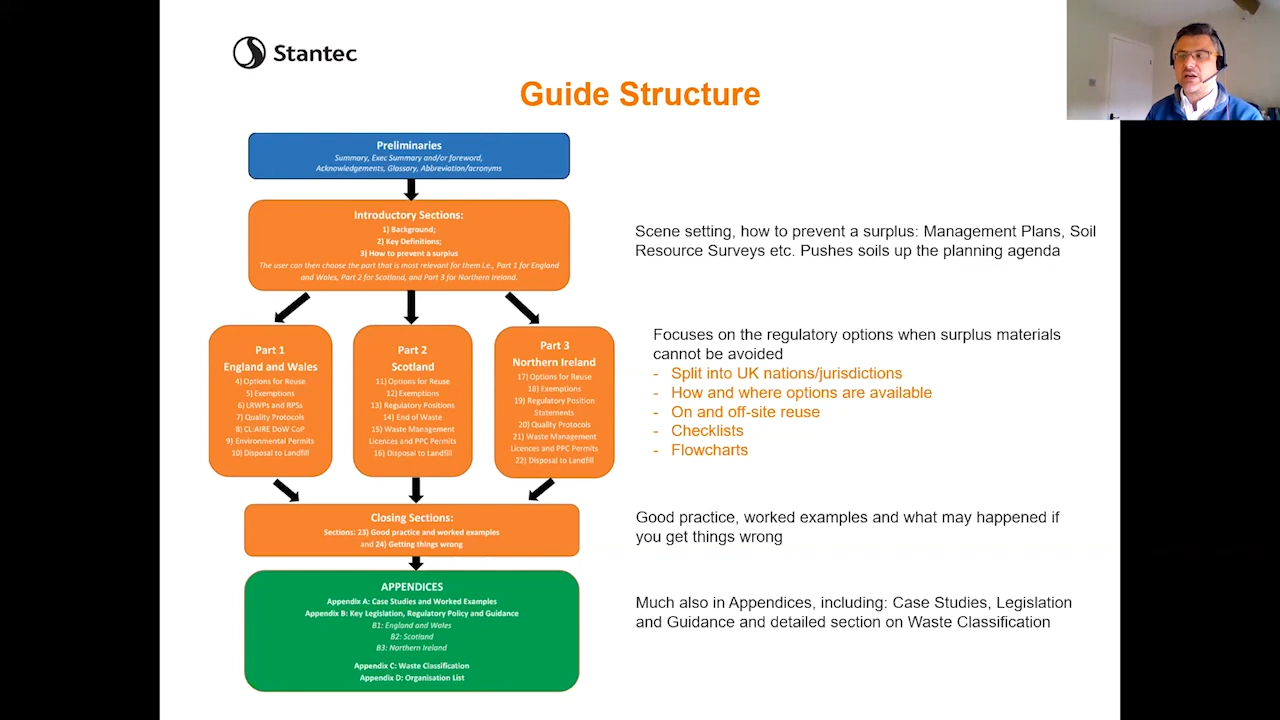 Stantec
Guide Structure
Preliminaries
Summary, Exec Summary and/or foreword,
Acknowledgements, Glossary, Abbreviation/acronyms
Introductory Sections:
1) Background;
2) Key Definitions;
3) How to prevent a surplus
The user can then choose the part that is most relevant for them i.e., Part 1 for England
and Wales, Part 2 for Scotland, and Part 3 for Northern Ireland.
Scene setting, how to prevent a surplus: Management Plans, Soil
Resource Surveys etc. Pushes soils up the planning agenda
Part 1
England and Wales
4) Options for Reuse
5) Exemptions
6) LRWPs and RPSs
7) Quality Protocols
8) CL:AIRE DoW CoP
9) Environmental Permits
10) Disposal to Landfill
Part 2
Scotland
11) Options for Reuse
12) Exemptions
13) Regulatory Positions
14) End of Waste
15) Waste Management
Licences and PPC Permits
16) Disposal to Landfill
Part 3
Northern Ireland
17) Options for Reuse
18) Exemptions
19) Regulatory Position
Statements
20) Quality Protocols
21) Waste Management
Licences and PPC Permits
22) Disposal to Landfill
Focuses on the regulatory options when surplus materials
cannot be avoided
- Split into UK nations/jurisdictions
- How and where options are available
- On and off-site reuse
- Checklists
- Flowcharts
Closing Sections:
Sections: 23) Good practice and worked examples
and 24) Getting things wrong
Good practice, worked examples and what may happened if
you get things wrong
APPENDICES
Appendix A: Case Studies and Worked Examples
Appendix B: Key Legislation, Regulatory Policy and Guidance
B1: England and Wales
B2: Scotland
B3: Northern Ireland
Appendix C: Waste Classification
Appendix D: Organisation List
Much also in Appendices, including: Case Studies, Legislation
and Guidance and detailed section on Waste Classification